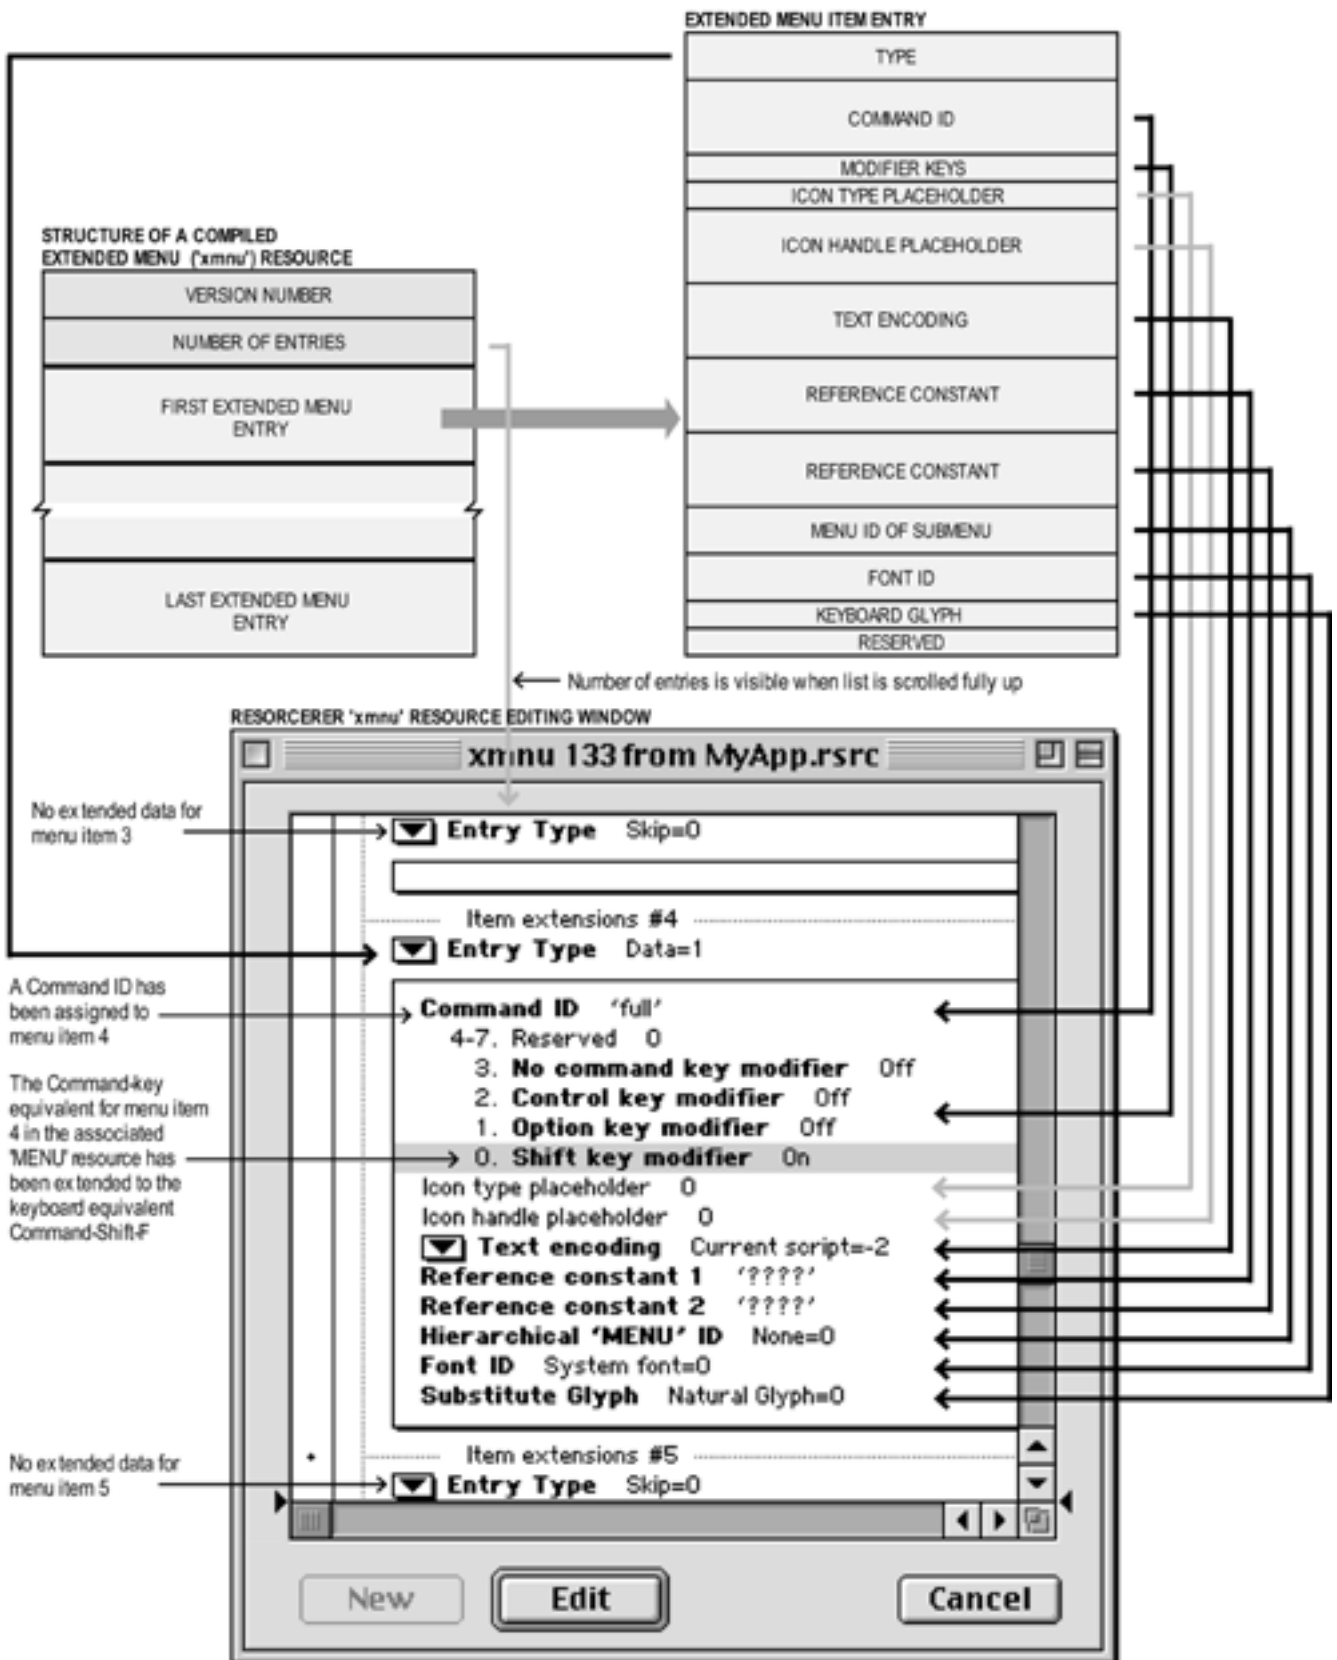 EXTENDED MENU ITEM ENTRY
TYPE
COMMAND ID
MODIFIER KEYS
ICON TYPE PLACEHOLDER
ICON HANDLE PLACEHOLDER
TEXT ENCODING
REFERENCE CONSTANT
REFERENCE CONSTANT
MENU ID OF SUBMENU
FONT ID
KEYBOARD GLYPH
RESERVED
STRUCTURE OF A COMPILED
EXTENDED MENU ('xmnu') RESOURCE
VERSION NUMBER
NUMBER OF ENTRIES
FIRST EXTENDED MENU
ENTRY
LAST EXTENDED MENU
ENTRY
Number of entries is visible when list is scrolled fully up
RESORCERER 'xmnu' RESOURCE EDITING WINDOW
xmnu 133 from MyApp.rsrc
No extended data for
menu item 3
Entry Type Skip=0
Item extensions #4
Entry Type Data=1
A Command ID has
been assigned to
menu item 4
Command ID 'full'
4-7. Reserved 0
3. No command key modifier Off
2. Control key modifier Off
1. Option key modifier Off
0. Shift key modifier On
The Command-key
equivalent for menu item
4 in the associated
'MENU' resource has
been extended to the
keyboard equivalent
Command-Shift-F
Icon type placeholder 0
Icon handle placeholder 0
Text encoding Current script=-2
Reference constant 1 '????'
Reference constant 2 '????'
Hierarchical 'MENU' ID None=0
Font ID System font=0
Substitute Glyph Natural Glyph=0
Item extensions #5
No extended data for
menu item 5
Entry Type Skip=0
New
Edit
Cancel